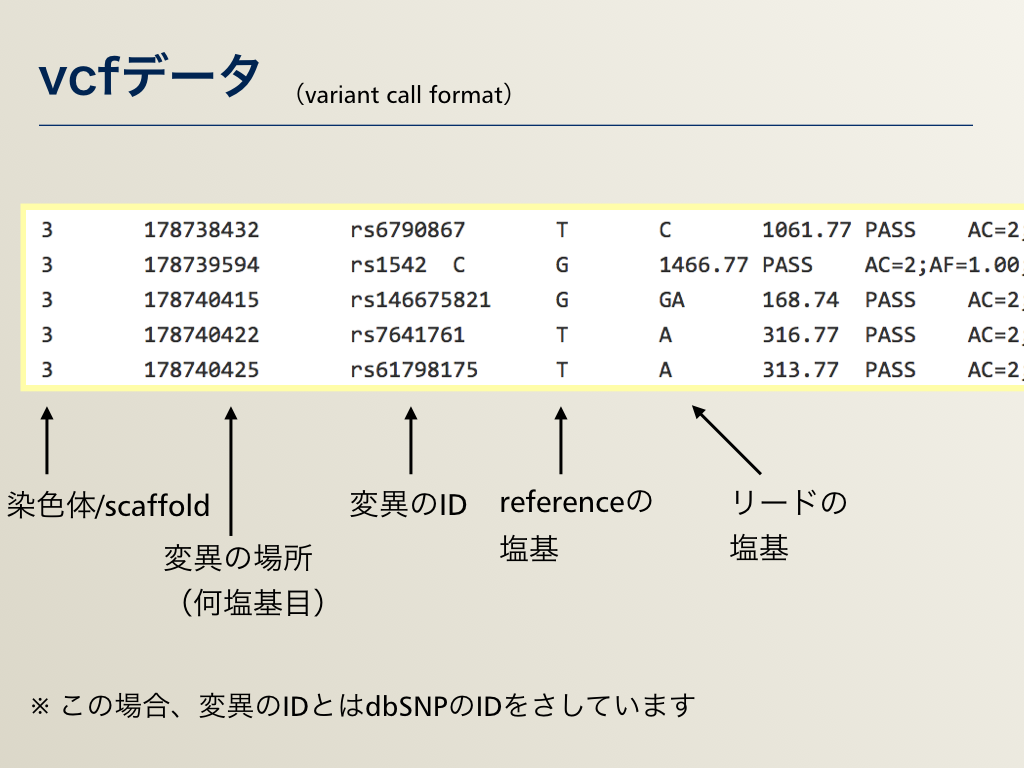 vcfデータ （variant call format）
3 178738432 rs6790867 T C 1061.77 PASS AC=2;
3 178739594 rs1542 C G 1466.77 PASS AC=2;AF=1.00;
3 178740415 rs146675821 G GA 168.74 PASS AC=2;
3 178740422 rs7641761 T A 316.77 PASS AC=2;
3 178740425 rs61798175 T A 313.77 PASS AC=2;
染色体/scaffold
変異の場所
（何塩基目）
変異のID
referenceの
塩基
リードの
塩基
※ この場合、変異のIDとはdbSNPのIDをさしています